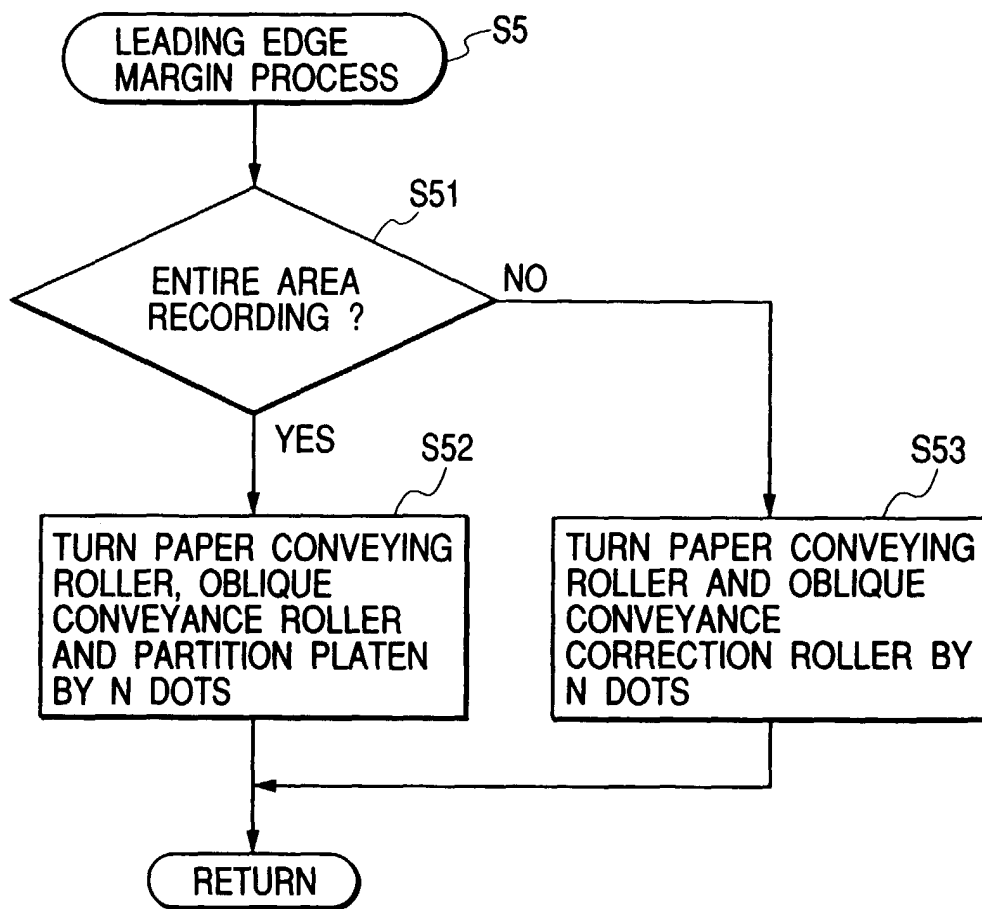 LEADING EDGE
MARGIN PROCESS
S5
S51
ENTIRE AREA
RECORDING ?
NO
YES
S52
TURN PAPER CONVEYING
ROLLER, OBLIQUE
CONVEYANCE ROLLER
AND PARTITION PLATEN
BY N DOTS
S53
TURN PAPER CONVEYING
ROLLER AND OBLIQUE
CONVEYANCE
CORRECTION ROLLER BY
N DOTS
RETURN